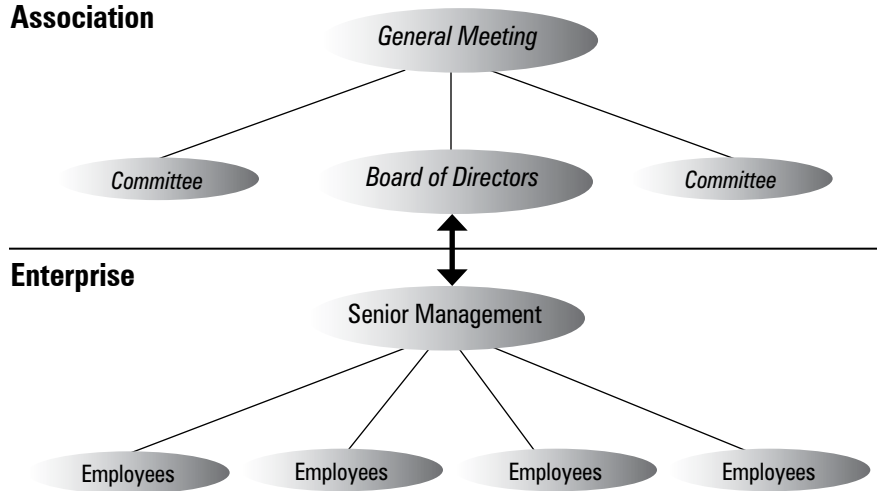 Association
General Meeting
Committee
Board of Directors
Committee
Enterprise
Senior Management
Employees
Employees
Employees
Employees